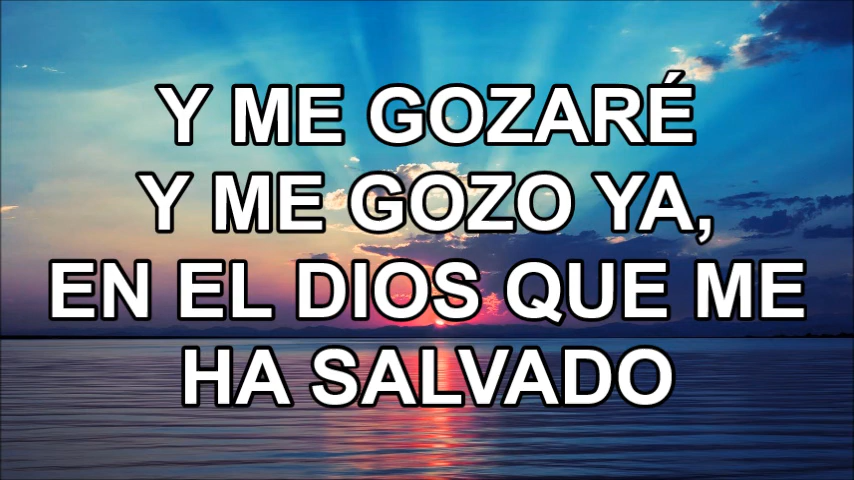 Y ME GOZARÉ
Y ME GOZO YA,
EN EL DIOS QUE ME
HA SALVADO